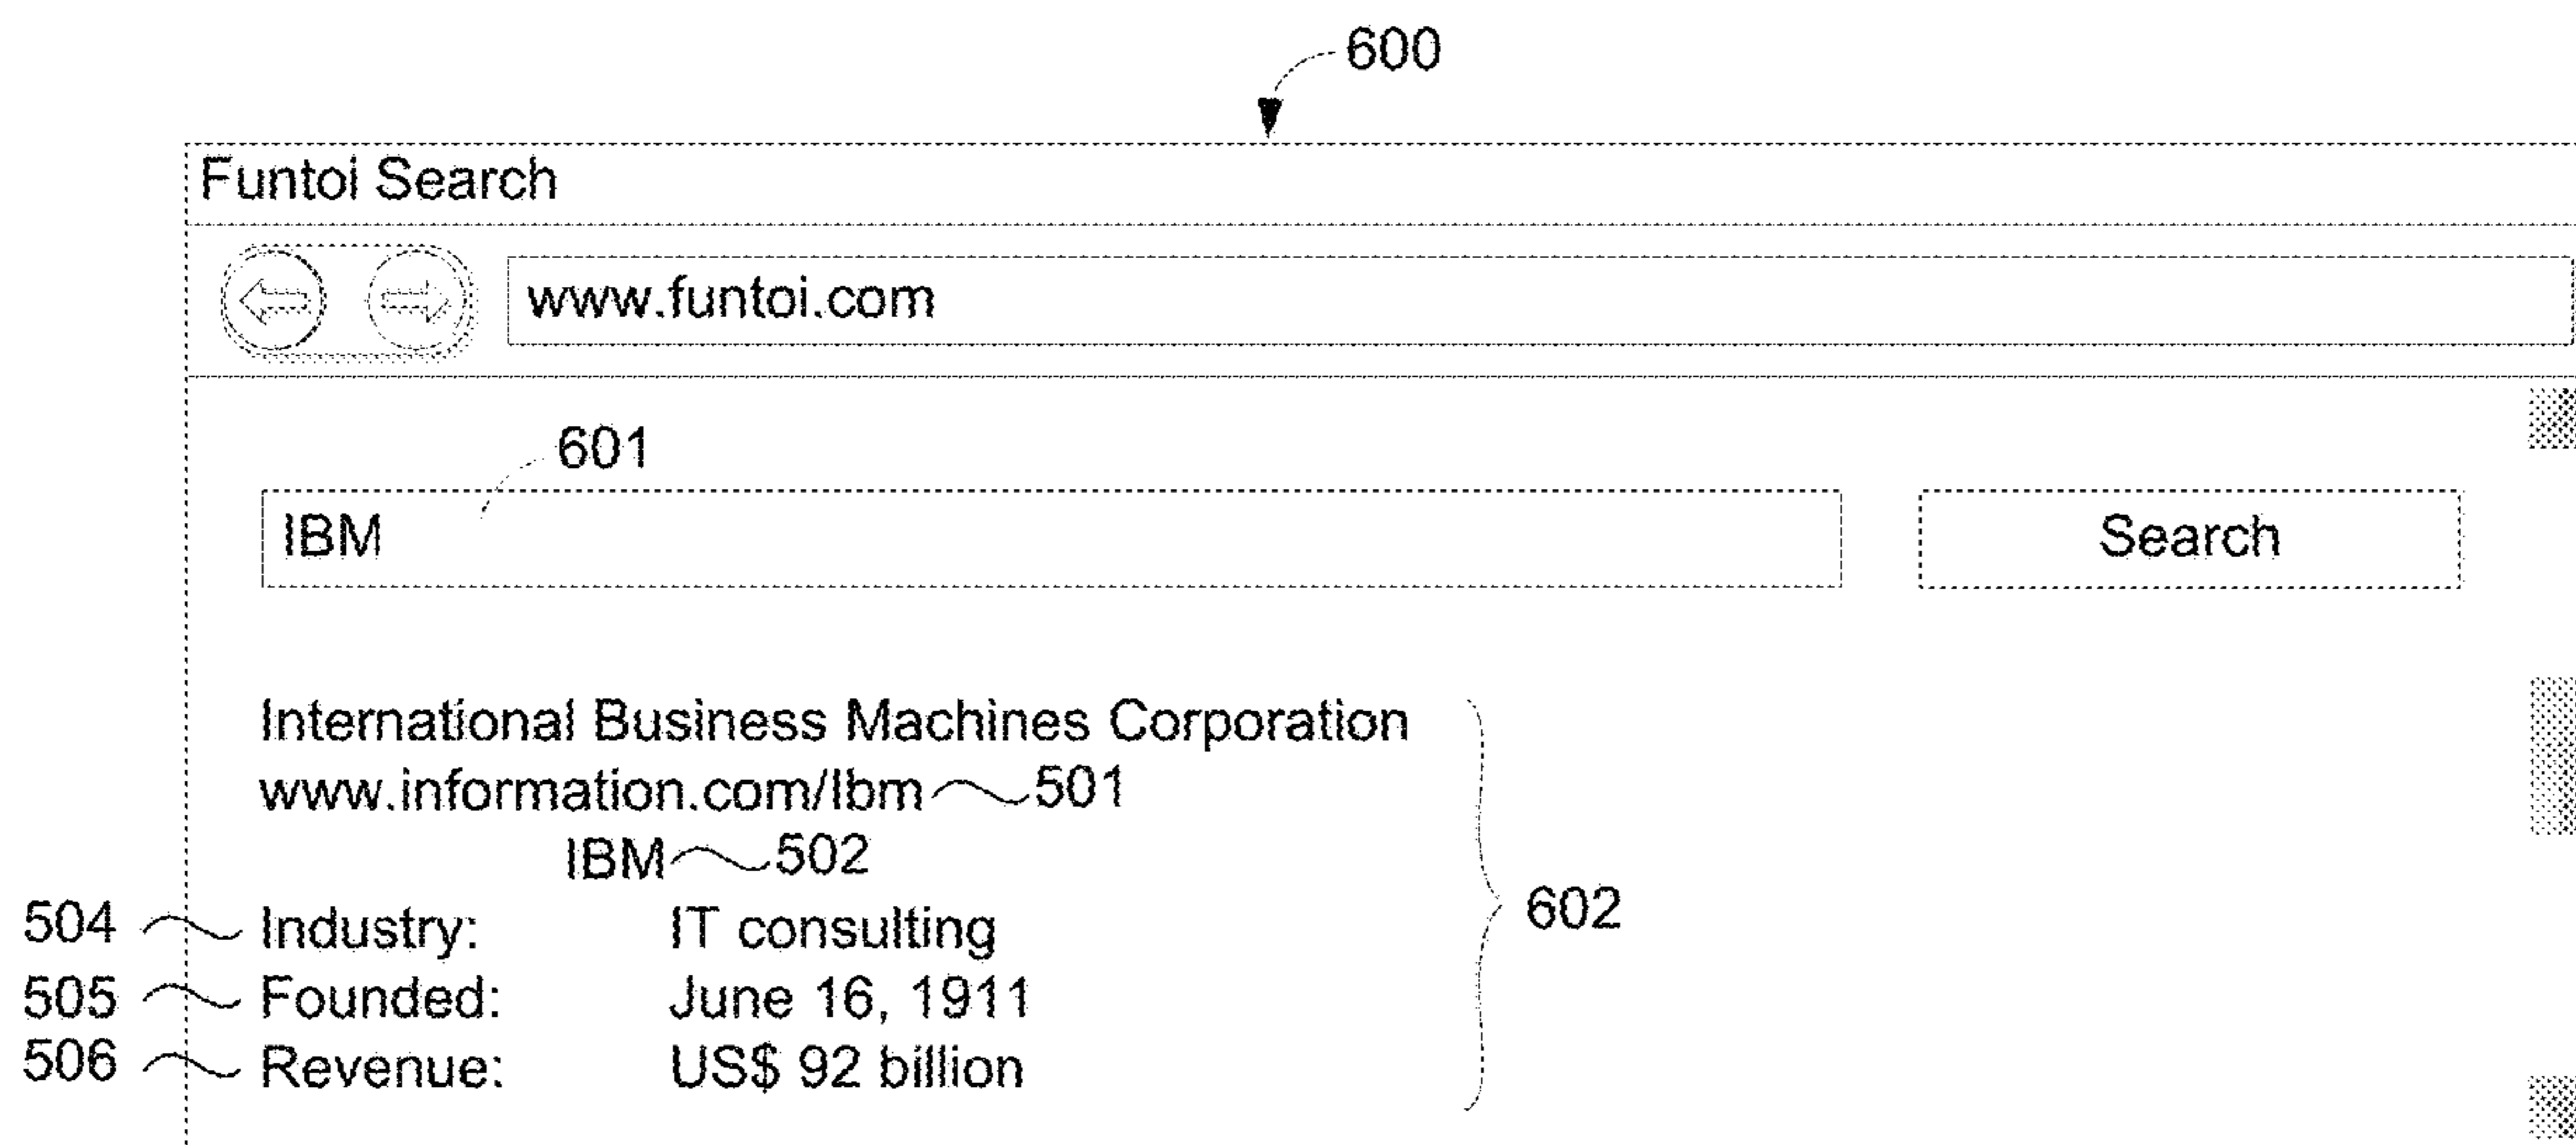 600
Funtoi Search
www.funtoi.com
601
IBM Search
International Business Machines Corporation
www.information.com/Ibm 501
IBM 502
602
504 Industry: IT consulting
505 Founded: June 16, 1911
506 Revenue: US$ 92 billion